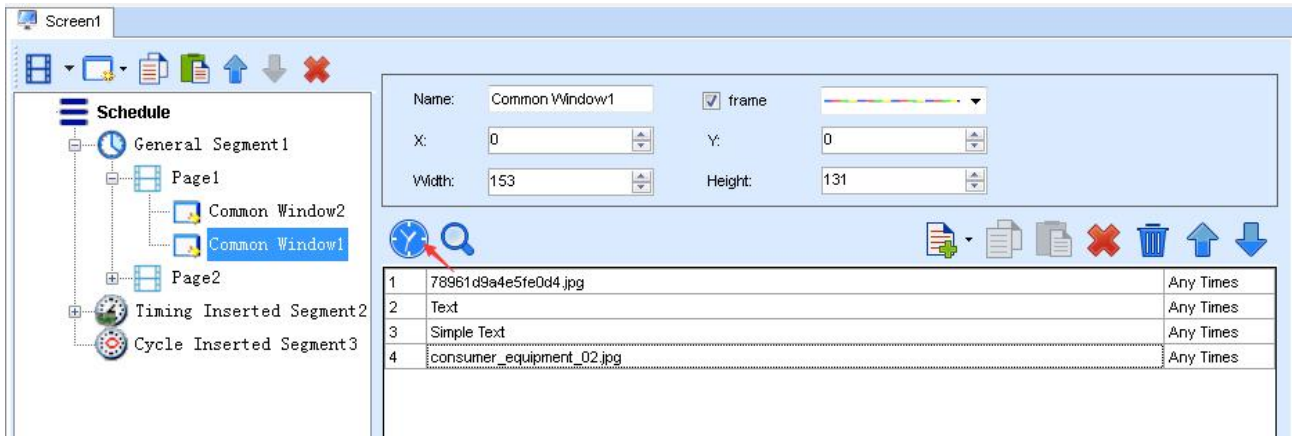 Screen1
Schedule
General Segment1
Page1
Common Window2
Common Window1
Page2
Timing Inserted Segment2
Cycle Inserted Segment3
Name: Common Window1 frame
X: 0 Y: 0
Width: 153 Height: 131
1 78961d9a4e5fe0d4.jpg Any Times
2 Text Any Times
3 Simple Text Any Times
4 consumer_equipment_02.jpg Any Times